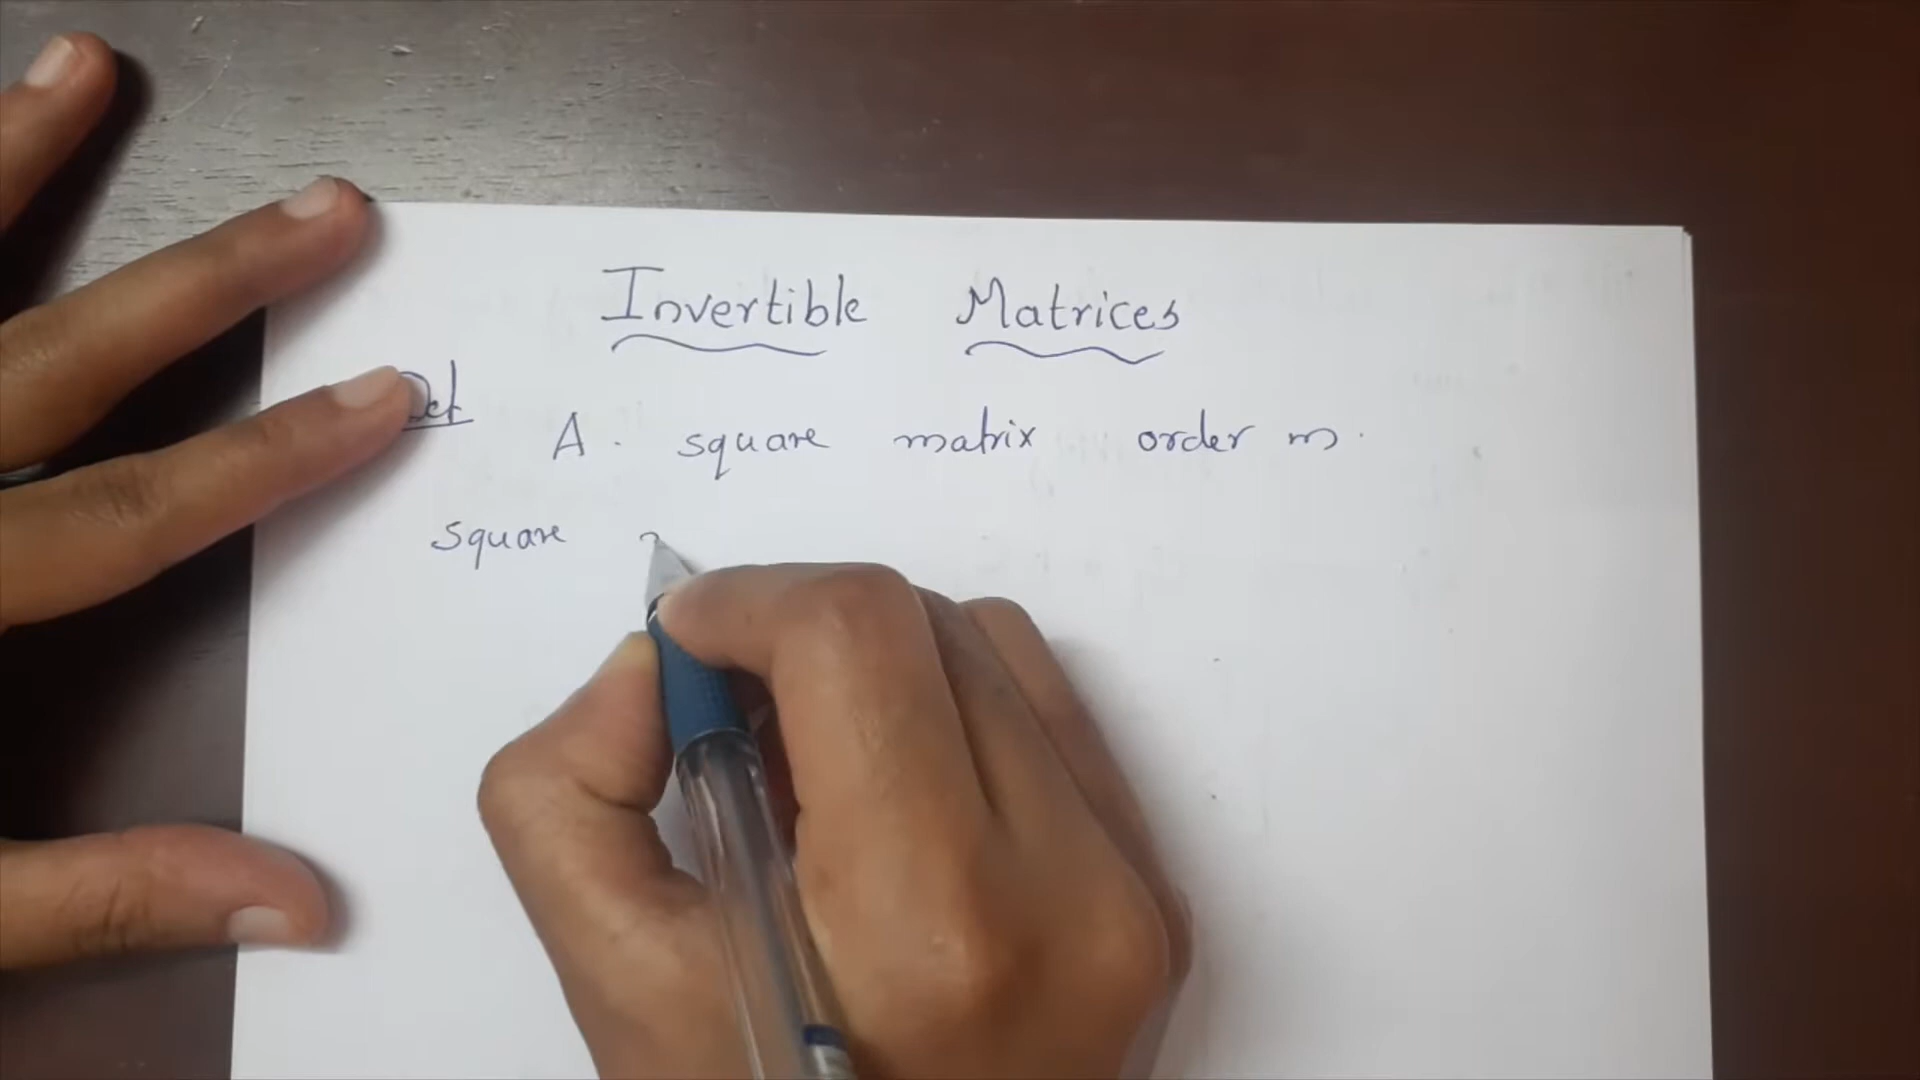 Invertible Matrices
Def
A. square matrix order m.
square